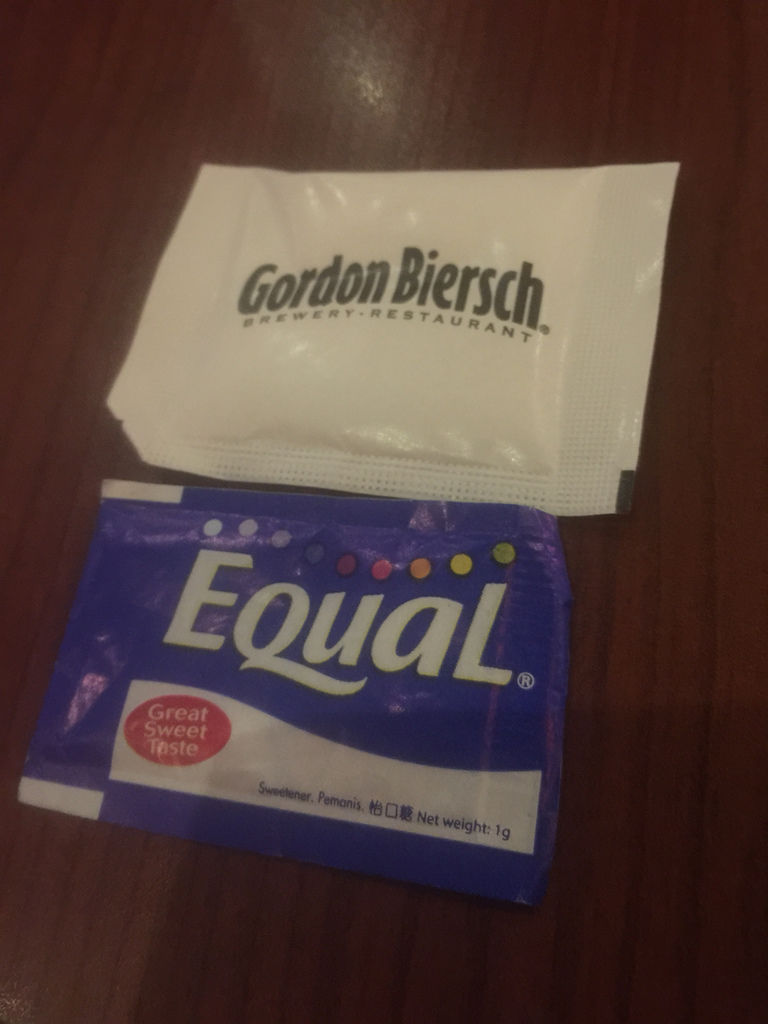 Gordon Biersch®
BREWERY·RESTAURANT
EQUAL®
Great
Sweet
Taste
Sweetener. Pemanis. 怡口糖 Net weight: 1g